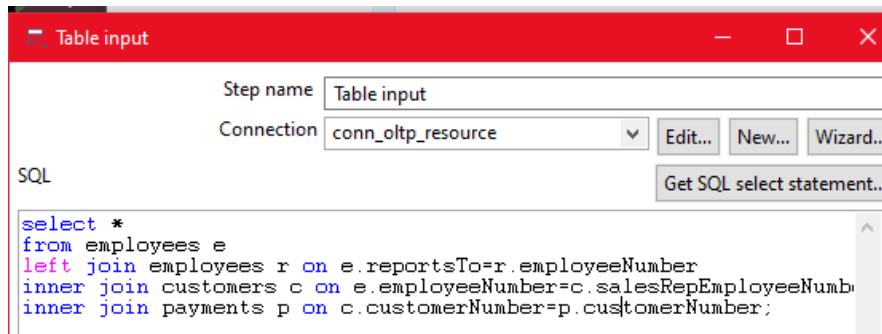 Table input
Step name Table input
Connection conn_oltp_resource Edit... New... Wizard..
SQL
Get SQL select statement..
select *
from employees e
left join employees r on e.reportsTo=r.employeeNumber
inner join customers c on e.employeeNumber=c.salesRepEmployeeNumb
inner join payments p on c.customerNumber=p.customerNumber;